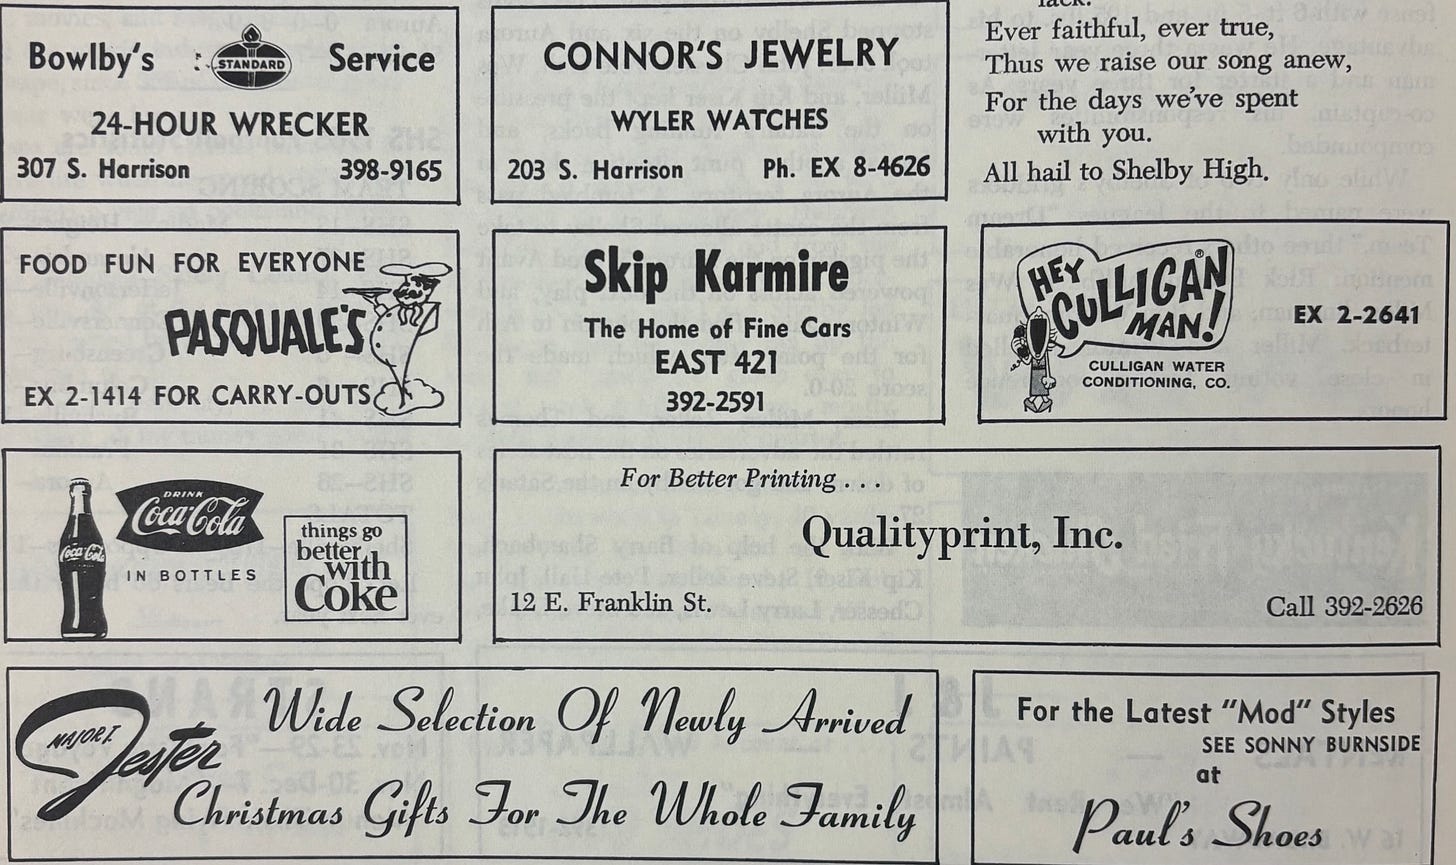 Bowlby's STANDARD Service
24-HOUR WRECKER
307 S. Harrison 398-9165
CONNOR'S JEWELRY
WYLER WATCHES
203 S. Harrison Ph. EX 8-4626
Ever faithful, ever true,
Thus we raise our song anew,
For the days we've spent
with you.
All hail to Shelby High.
FOOD FUN FOR EVERYONE
PASQUALE'S
EX 2-1414 FOR CARRY-OUTS
Skip Karmire
The Home of Fine Cars
EAST 421
392-2591
HEY
CULLIGAN®
MAN!
CULLIGAN WATER
CONDITIONING, CO.
EX 2-2641
DRINK
Coca-Cola
IN BOTTLES
Coca-Cola
things go
better
with
Coke
For Better Printing . . .
Qualityprint, Inc.
12 E. Franklin St. Call 392-2626
Jester
Wide Selection Of Newly Arrived
Christmas Gifts For The Whole Family
For the Latest "Mod" Styles
SEE SONNY BURNSIDE
at
Paul's Shoes